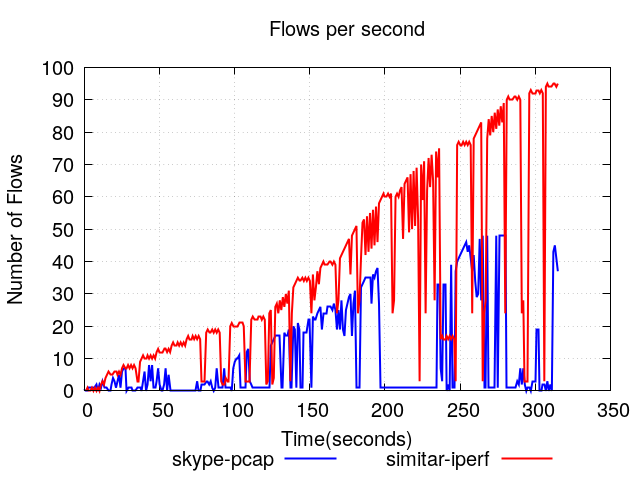 Flows per second
100
90
80
70
60
50
40
30
20
10
0
Number of Flows
0 50 100 150 200 250 300 350
Time(seconds)
skype-pcap similar-iperf